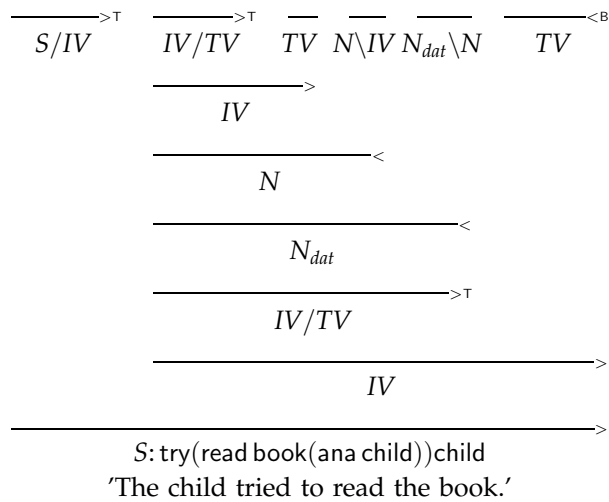 >T >T <B
S/IV IV/TV TV N\IV N_dat\N TV
>
IV
<
N
<
N_dat
>T
IV/TV
>
IV
>
S: try(read book(ana child))child
'The child tried to read the book.'